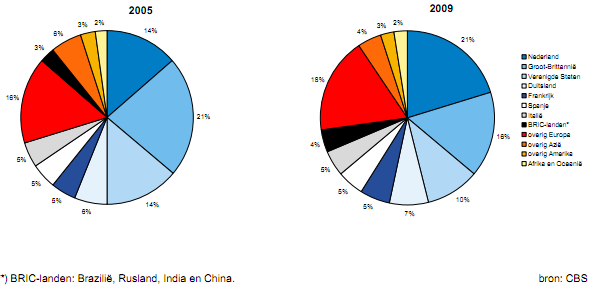 2005
2%
3%
6%
14%
3%
16%
21%
5%
5%
5%
6%
14%
2009
2%
3%
4%
21%
18%
4%
16%
5%
5%
5%
7%
10%
Nederland
Groot-Brittannië
Verenigde Staten
Duitsland
Frankrijk
Spanje
Italië
BRIC-landen*
overig Europa
overig Azië
overig Amerika
Afrika en Oceanië
*) BRIC-landen: Brazilië, Rusland, India en China.
bron: CBS